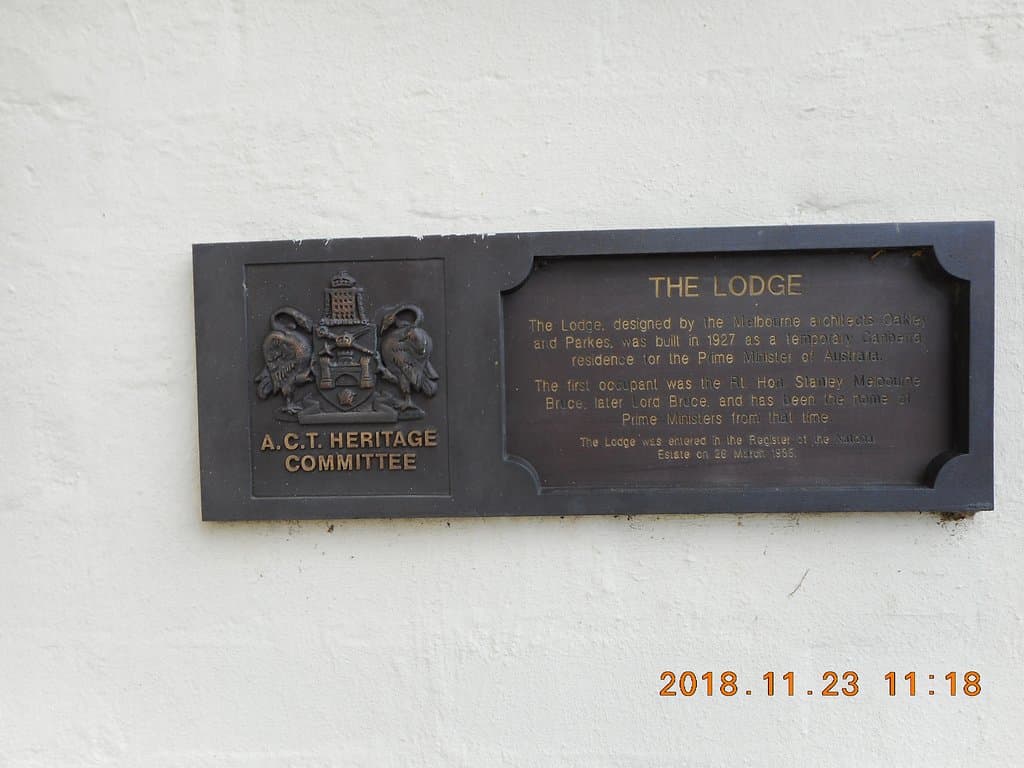 A.C.T. HERITAGE
COMMITTEE
THE LODGE
The Lodge, designed by the Melbourne architects Oakley
and Parkes, was built in 1927 as a temporary Canberra
residence for the Prime Minister of Australia.
The first occupant was the Rt. Hon. Stanley Melbourne
Bruce, later Lord Bruce, and has been the home of
Prime Ministers from that time.
The Lodge was entered in the Register of the National
Estate on 26 March
2018.11.23 11:18